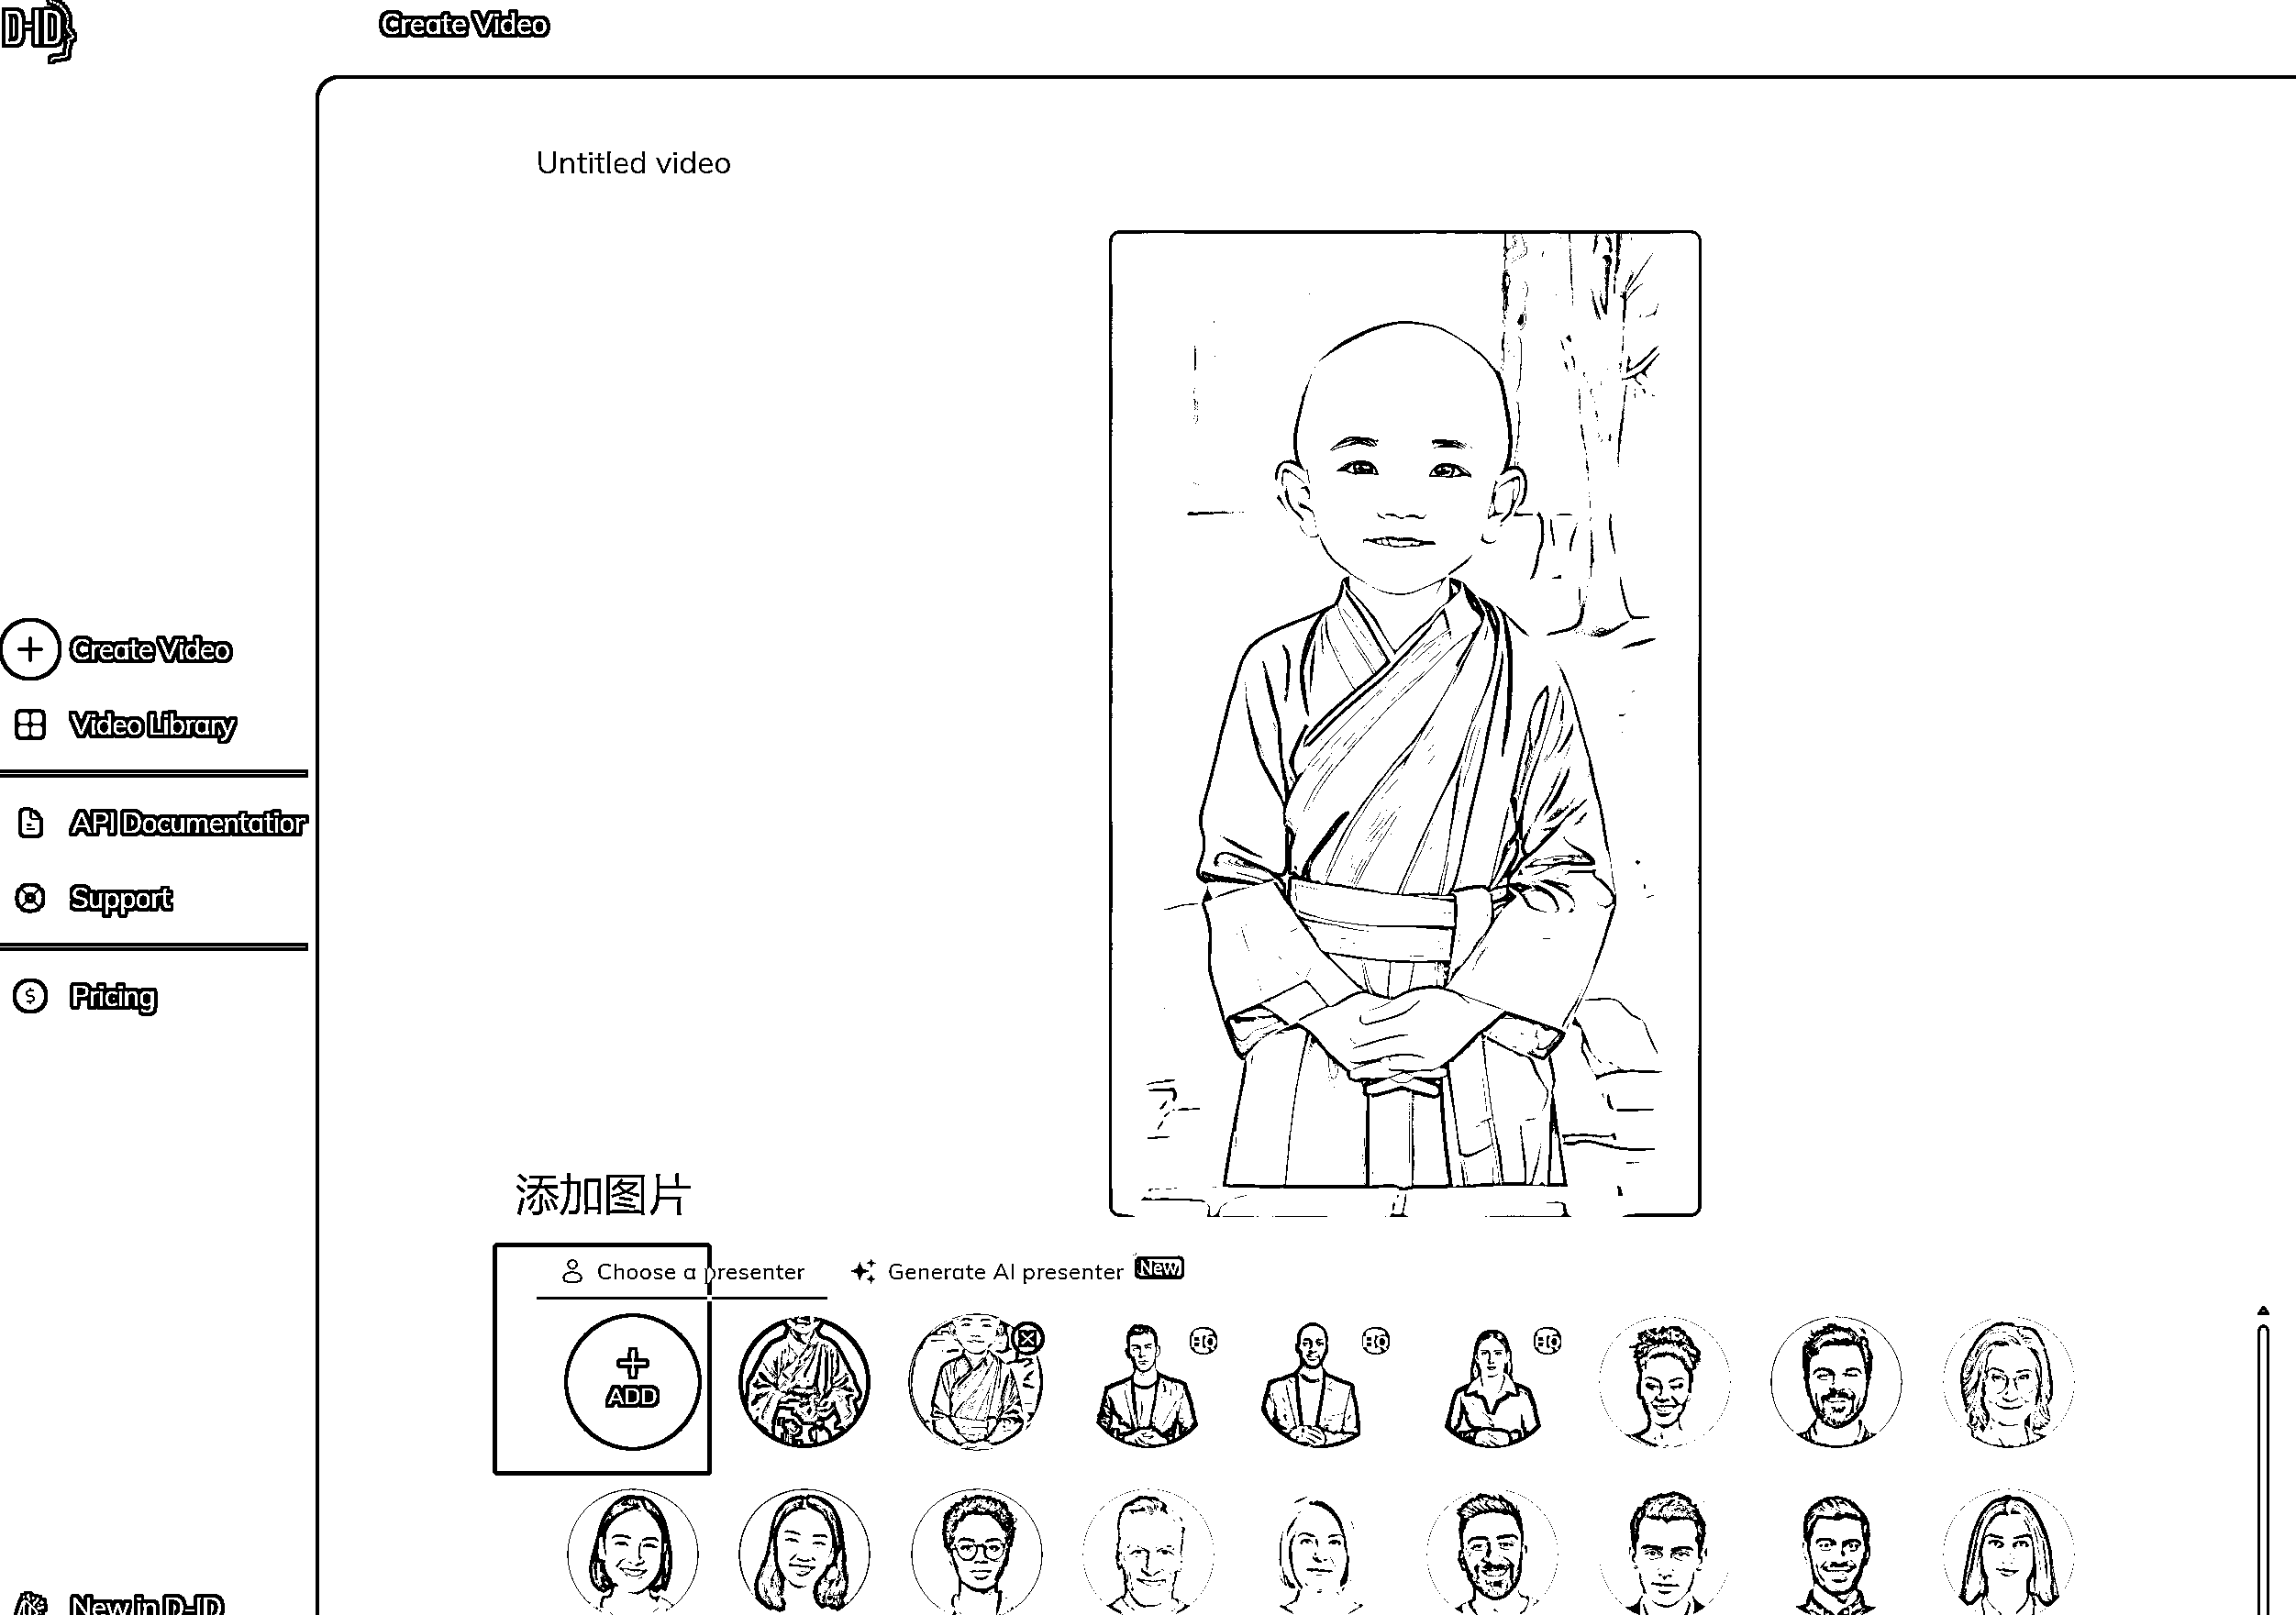 D-ID
Create Video
Untitled video
Create Video
Video Library
API Documentation
Support
Pricing
添加图片
Choose a presenter
Generate AI presenter New
ADD
HQ HQ HQ
New in D-ID